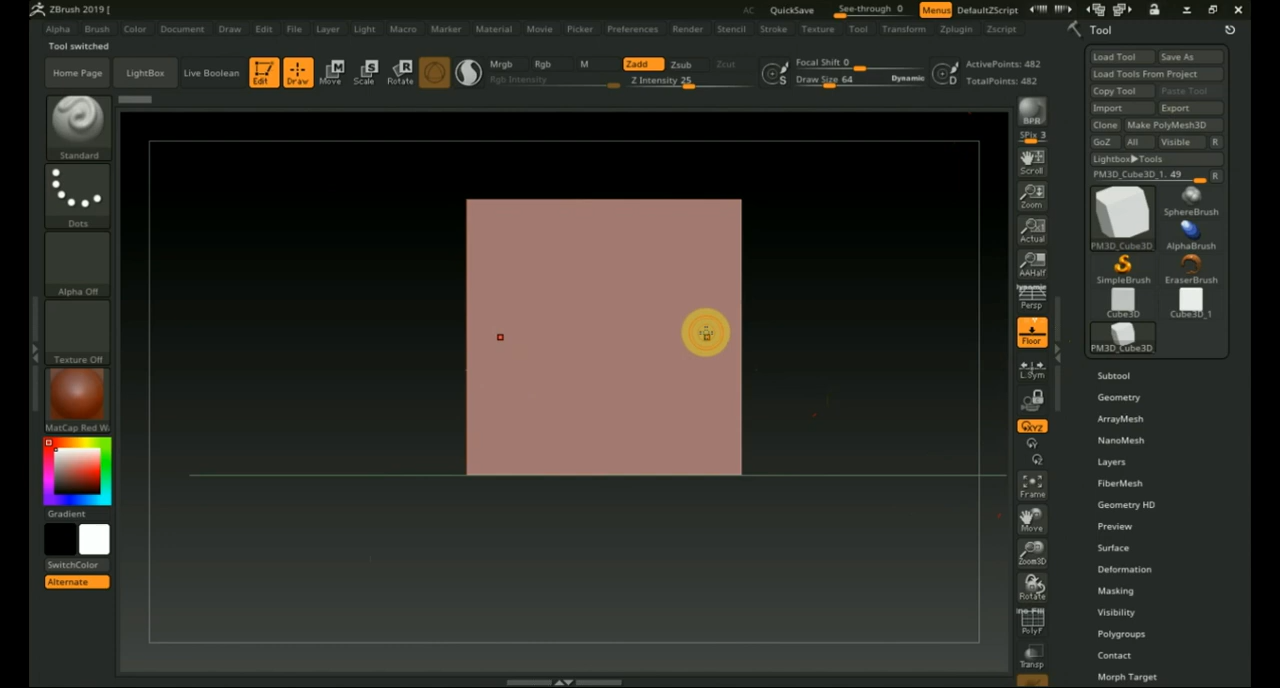 ZBrush 2019 [
AC QuickSave See-through 0 Menus DefaultZScript
Alpha Brush Color Document Draw Edit File Layer Light Macro Marker Material Movie Picker Preferences Render Stencil Stroke Texture Tool Transform Zplugin Zscript
Tool switched
Home Page LightBox Live Boolean Edit Draw Move Scale Rotate
Mrgb Rgb M Zadd Zsub Zcut
Rgb Intensity Z Intensity 25
Focal Shift 0
Draw Size 64 Dynamic
S
D
ActivePoints: 482
TotalPoints: 482
Standard
Dots
Alpha Off
Texture Off
MatCap Red W
Gradient
SwitchColor
Alternate
BPR
SPix 3
Scroll
Zoom
Actual
AAHalf
Dynamic
Persp
Floor
L.Sym
XYZ
Frame
Move
Zoom3D
Rotate
PolyF
Transp
Tool
Load Tool Save As
Load Tools From Project
Copy Tool Paste Tool
Import Export
Clone Make PolyMesh3D
GoZ All Visible R
Lightbox▶Tools
PM3D_Cube3D_1. 49 R
PM3D_Cube3D SphereBrush
AlphaBrush
SimpleBrush EraserBrush
Cube3D Cube3D_1
PM3D_Cube3D
Subtool
Geometry
ArrayMesh
NanoMesh
Layers
FiberMesh
Geometry HD
Preview
Surface
Deformation
Masking
Visibility
Polygroups
Contact
Morph Target